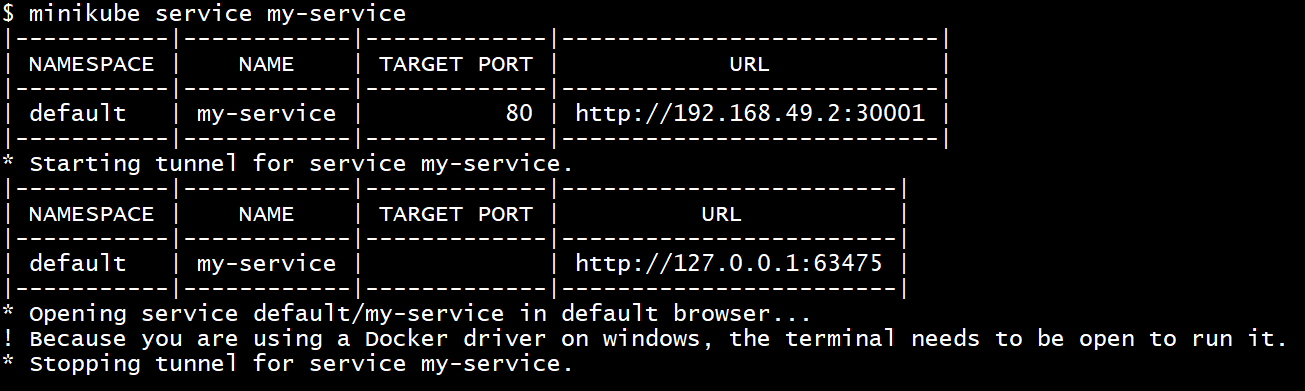 $ minikube service my-service
|-----------|------------|-------------|---------------------------|
| NAMESPACE |    NAME    | TARGET PORT |            URL            |
|-----------|------------|-------------|---------------------------|
| default   | my-service |          80 | http://192.168.49.2:30001 |
|-----------|------------|-------------|---------------------------|
* Starting tunnel for service my-service.
|-----------|------------|-------------|------------------------|
| NAMESPACE |    NAME    | TARGET PORT |          URL           |
|-----------|------------|-------------|------------------------|
| default   | my-service |             | http://127.0.0.1:63475 |
|-----------|------------|-------------|------------------------|
* Opening service default/my-service in default browser...
! Because you are using a Docker driver on windows, the terminal needs to be open to run it.
* Stopping tunnel for service my-service.